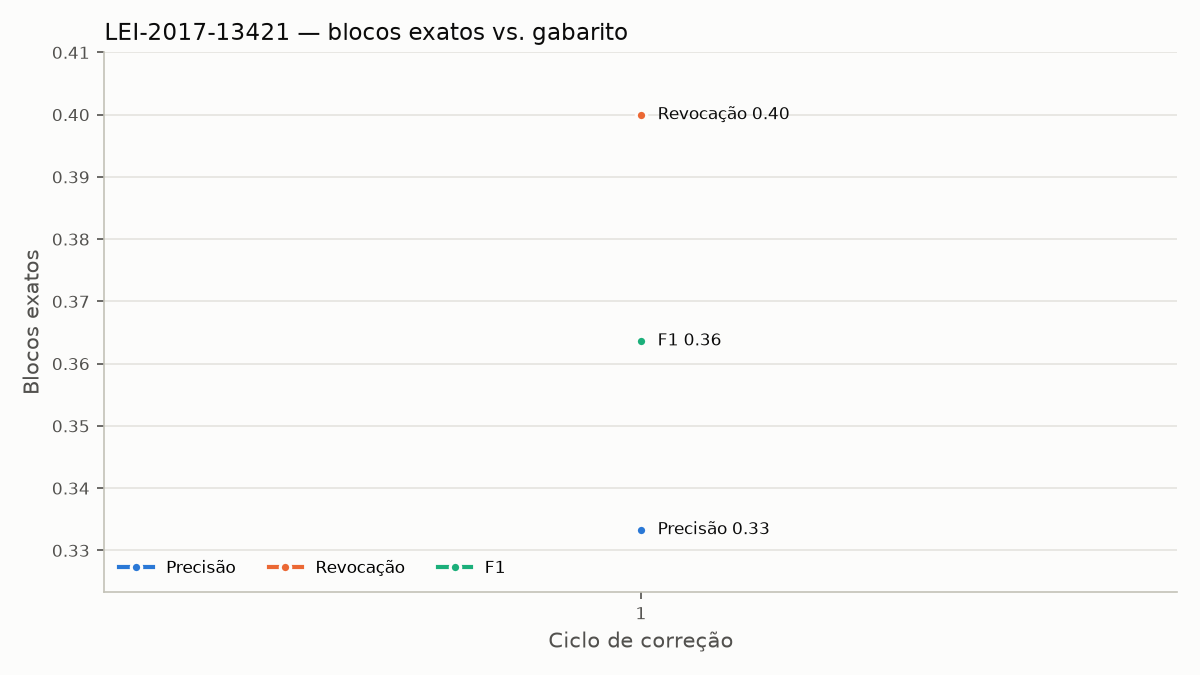 LEI-2017-13421 — blocos exatos vs. gabarito
0.41
0.40
0.39
0.38
0.37
0.36
0.35
0.34
0.33
Blocos exatos
Revocação 0.40
F1 0.36
Precisão 0.33
Precisão
Revocação
F1
1
Ciclo de correção